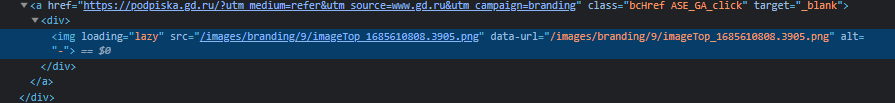 ▼<a href="https://podpiska.gd.ru/?utm_medium=refer&utm_source=www.gd.ru&utm_campaign=branding" class="bcHref ASE_GA_click" target="_blank">
▼<div>
<img loading="lazy" src="/images/branding/9/imageTop_1685610808.3905.png" data-url="/images/branding/9/imageTop_1685610808.3905.png" alt=
"-"> == $0
</div>
</a>
</div>